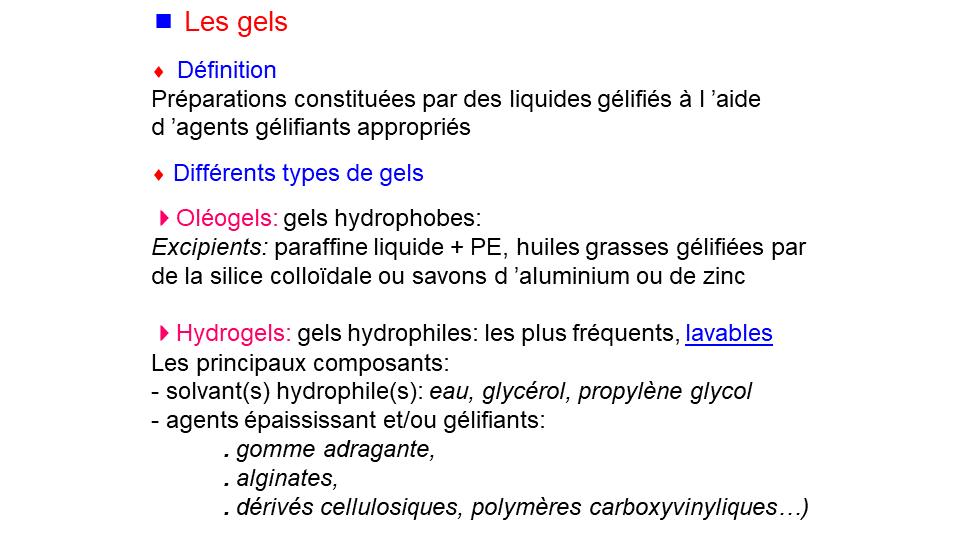 ■ Les gels
♦ Définition
Préparations constituées par des liquides gélifiés à l ’aide
d ’agents gélifiants appropriés
♦ Différents types de gels
Oléogels: gels hydrophobes:
Excipients: paraffine liquide + PE, huiles grasses gélifiées par
de la silice colloïdale ou savons d ’aluminium ou de zinc
Hydrogels: gels hydrophiles: les plus fréquents, lavables
Les principaux composants:
- solvant(s) hydrophile(s): eau, glycérol, propylène glycol
- agents épaississant et/ou gélifiants:
. gomme adragante,
. alginates,
. dérivés cellulosiques, polymères carboxyvinyliques…)